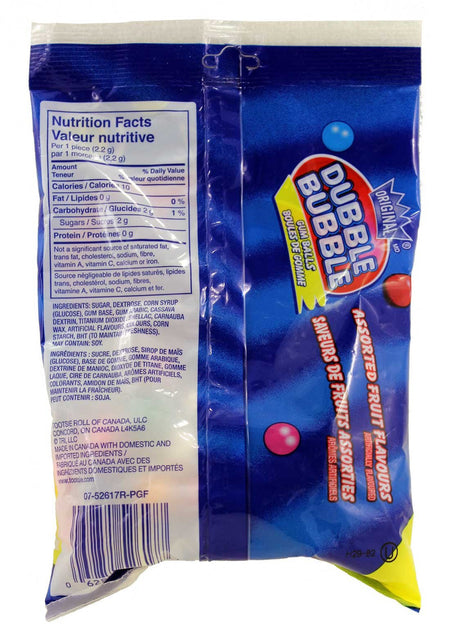 Nutrition Facts
Valeur nutritive
Per 1 piece (2.2 g)
par 1 morceau (2,2 g)
Amount % Daily Value
Teneur % valeur quotidienne
Calories / Calories 10
Fat / Lipides 0 g 0 %
Carbohydrate / Glucides 2 g 1 %
Sugars / Sucres 2 g
Protein / Protéines 0 g
Not a significant source of saturated fat,
trans fat, cholesterol, sodium, fibre,
vitamin A, vitamin C, calcium or iron.
Source négligeable de lipides saturés, lipides
trans, cholestérol, sodium, fibres,
vitamine A, vitamine C, calcium et fer.
INGREDIENTS: SUGAR, DEXTROSE, CORN SYRUP
(GLUCOSE), GUM BASE, GUM ARABIC, CASSAVA
DEXTRIN, TITANIUM DIOXIDE, SHELLAC, CARNAUBA
WAX, ARTIFICIAL FLAVOURS, COLOURS, CORN
STARCH, BHT (TO MAINTAIN FRESHNESS).
MAY CONTAIN: SOY.
INGRÉDIENTS : SUCRE, DEXTROSE, SIROP DE MAÏS
(GLUCOSE), BASE DE GOMME, GOMME ARABIQUE,
DEXTRINE DE MANIOC, DIOXYDE DE TITANE, GOMME
LAQUE, CIRE DE CARNAUBA, ARÔMES ARTIFICIELS,
COLORANTS, AMIDON DE MAÏS, BHT (POUR
MAINTENIR LA FRAÎCHEUR).
PEUT CONTENIR : SOJA.
TOOTSIE ROLL OF CANADA, ULC
CONCORD, ON CANADA L4K5A6
© TRI, LLC
MADE IN CANADA WITH DOMESTIC AND
IMPORTED INGREDIENTS /
FABRIQUÉ AU CANADA AVEC DES
INGRÉDIENTS DOMESTIQUES ET IMPORTÉS
www.tootsie.com
07-52617R-PGF
0 62
ORIGINAL
MD
®
DUBBLE
BUBBLE
GUM BALLS
BOULES DE GOMME
ASSORTED FRUIT FLAVOURS
ARTIFICIALLY FLAVOURED
SAVEURS DE FRUITS ASSORTIES
ARÔMES ARTIFICIELS
U